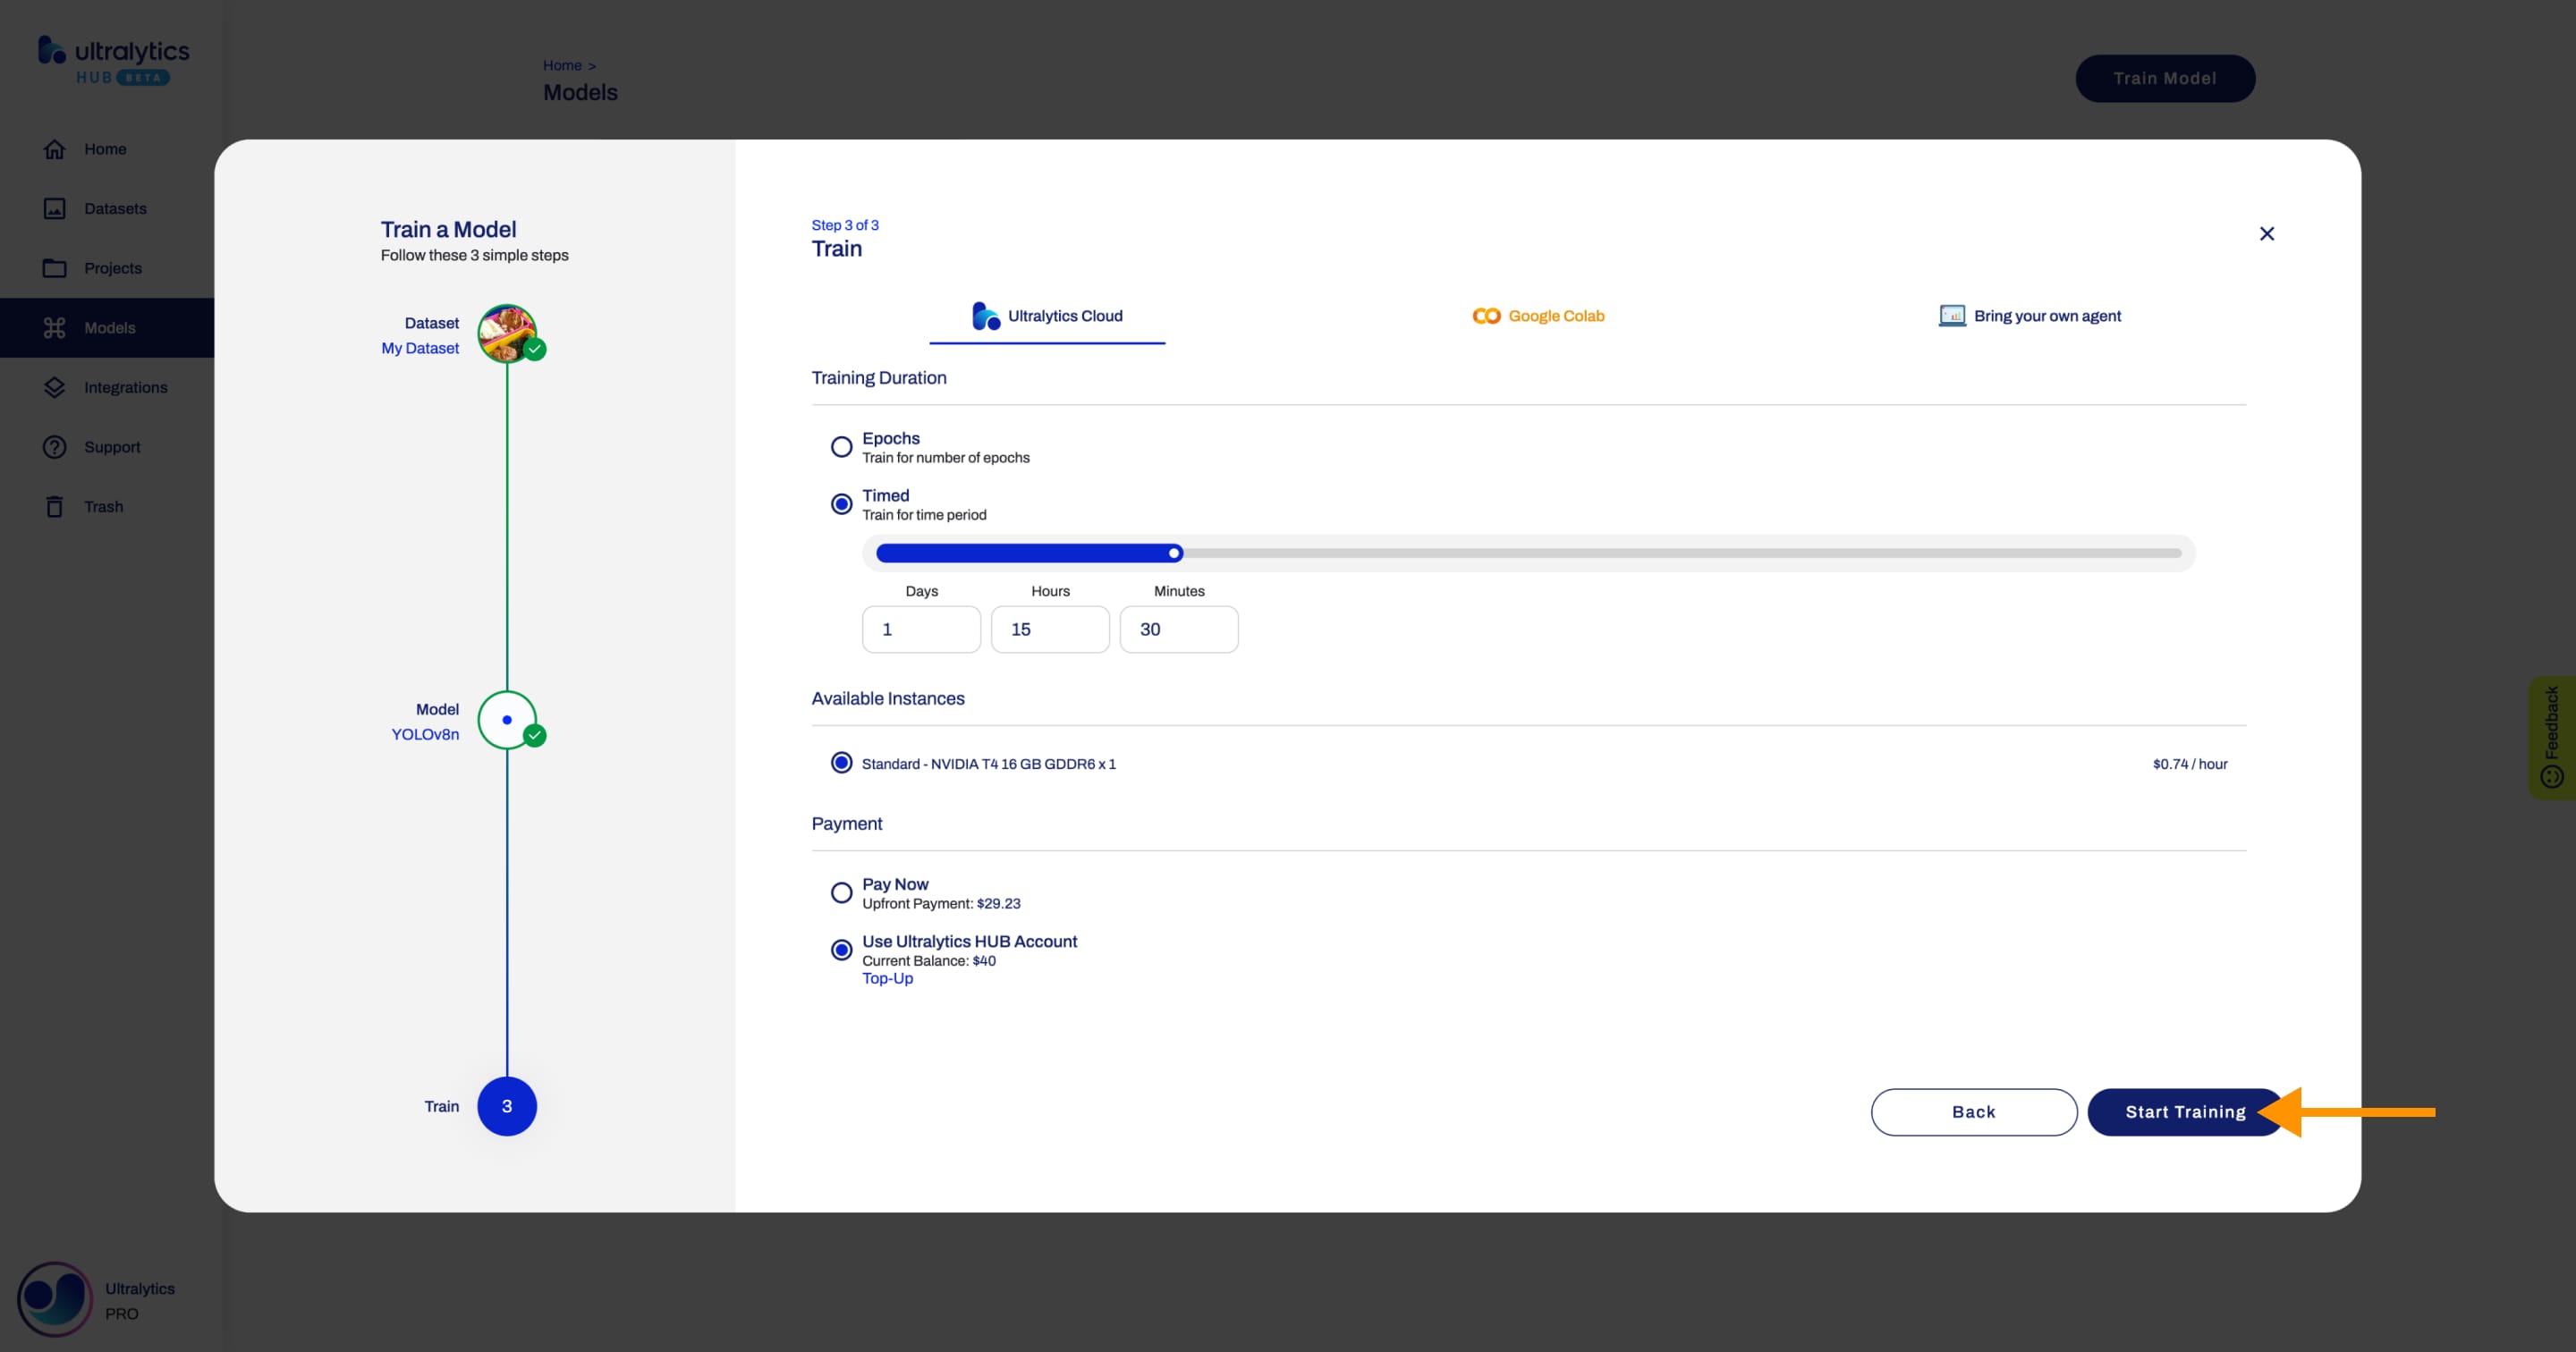 ultralytics
HUB BETA
Home
Datasets
Projects
Models
Integrations
Support
Trash
Ultralytics
PRO
Home >
Models
Train Model
Train a Model
Follow these 3 simple steps
Dataset
My Dataset
Model
YOLOv8n
Train
3
Step 3 of 3
Train
Ultralytics Cloud
Google Colab
Bring your own agent
Training Duration
Epochs
Train for number of epochs
Timed
Train for time period
Days Hours Minutes
1 15 30
Available Instances
Standard - NVIDIA T4 16 GB GDDR6 x 1 $0.74 / hour
Payment
Pay Now
Upfront Payment: $29.23
Use Ultralytics HUB Account
Current Balance: $40
Top-Up
Back
Start Training
Feedback